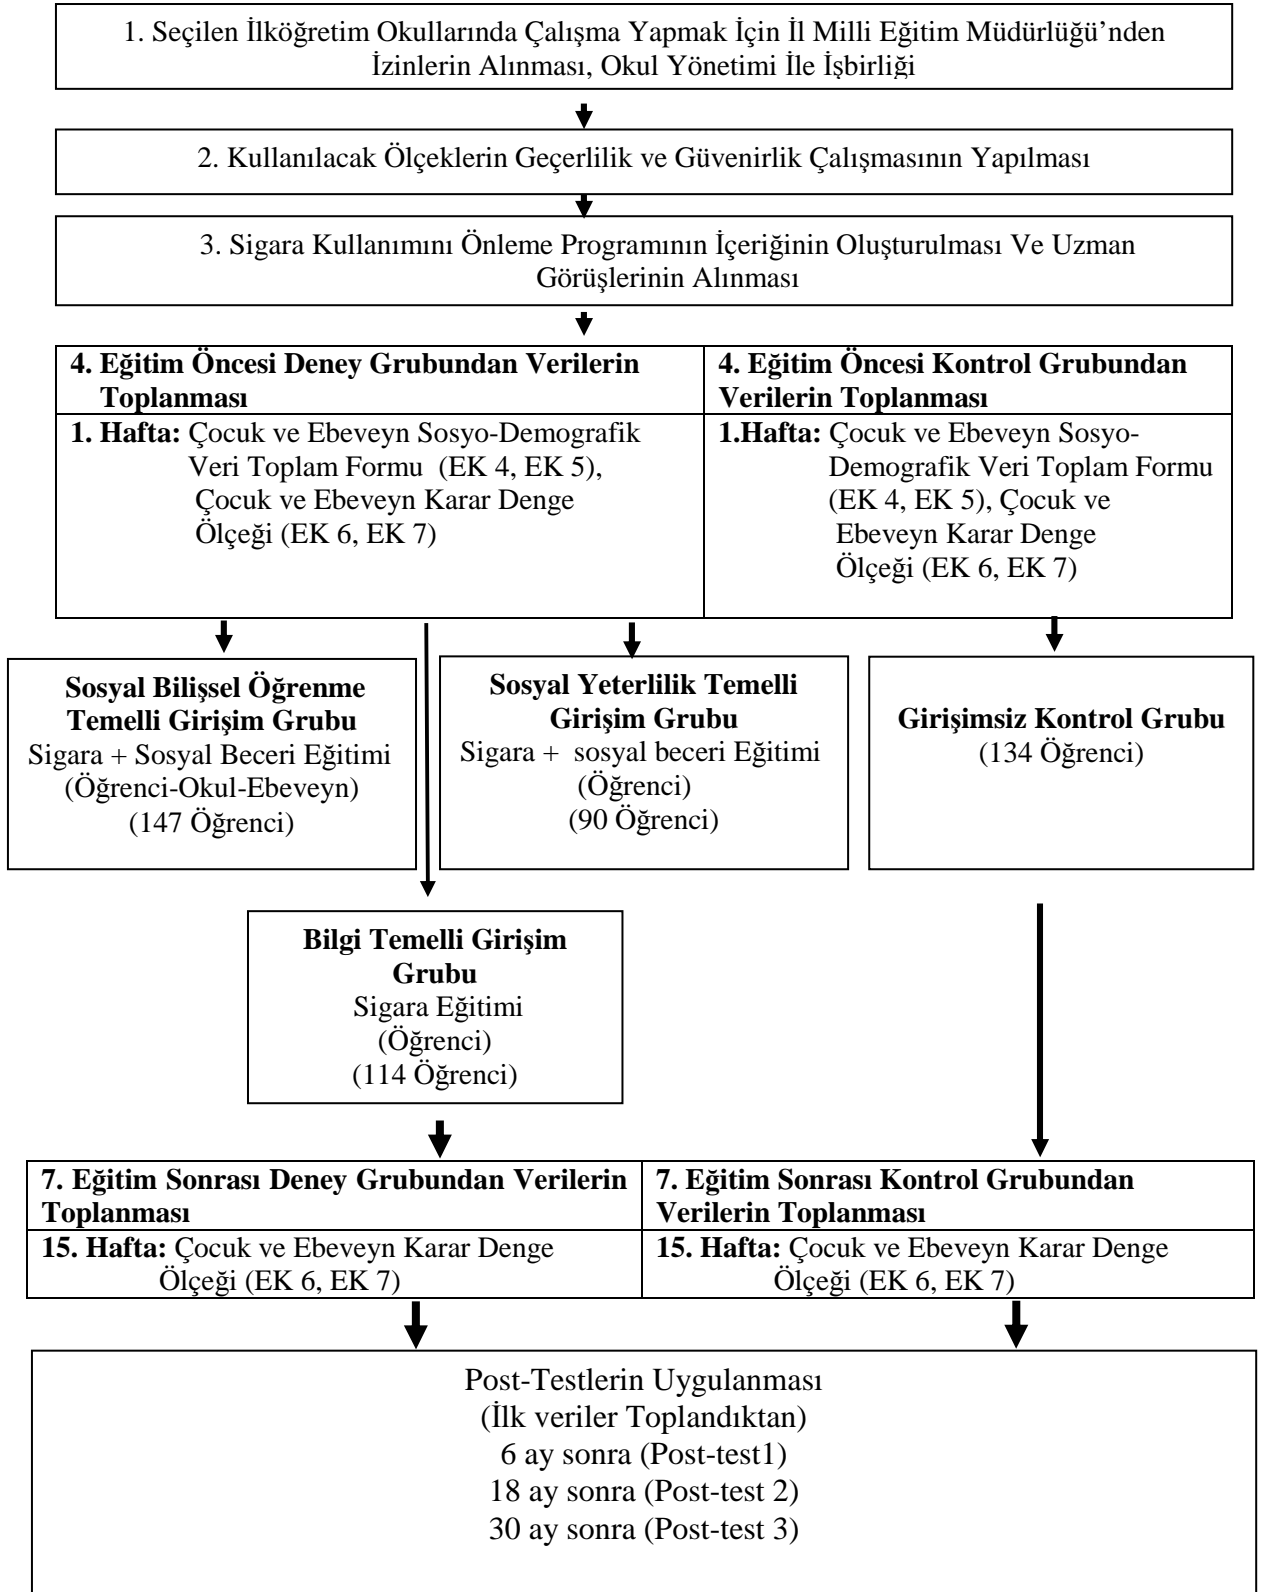 1. Seçilen İlköğretim Okullarında Çalışma Yapmak İçin İl Milli Eğitim Müdürlüğü’nden
İzinlerin Alınması, Okul Yönetimi İle İşbirliği
2. Kullanılacak Ölçeklerin Geçerlilik ve Güvenirlik Çalışmasının Yapılması
3. Sigara Kullanımını Önleme Programının İçeriğinin Oluşturulması Ve Uzman
Görüşlerinin Alınması
4. Eğitim Öncesi Deney Grubundan Verilerin
Toplanması
1. Hafta: Çocuk ve Ebeveyn Sosyo-Demografik
Veri Toplam Formu (EK 4, EK 5),
Çocuk ve Ebeveyn Karar Denge
Ölçeği (EK 6, EK 7)
4. Eğitim Öncesi Kontrol Grubundan
Verilerin Toplanması
1.Hafta: Çocuk ve Ebeveyn Sosyo-
Demografik Veri Toplam Formu
(EK 4, EK 5), Çocuk ve
Ebeveyn Karar Denge
Ölçeği (EK 6, EK 7)
Sosyal Bilişsel Öğrenme
Temelli Girişim Grubu
Sigara + Sosyal Beceri Eğitimi
(Öğrenci-Okul-Ebeveyn)
(147 Öğrenci)
Sosyal Yeterlilik Temelli
Girişim Grubu
Sigara + sosyal beceri Eğitimi
(Öğrenci)
(90 Öğrenci)
Girişimsiz Kontrol Grubu
(134 Öğrenci)
Bilgi Temelli Girişim
Grubu
Sigara Eğitimi
(Öğrenci)
(114 Öğrenci)
7. Eğitim Sonrası Deney Grubundan Verilerin
Toplanması
15. Hafta: Çocuk ve Ebeveyn Karar Denge
Ölçeği (EK 6, EK 7)
7. Eğitim Sonrası Kontrol Grubundan
Verilerin Toplanması
15. Hafta: Çocuk ve Ebeveyn Karar Denge
Ölçeği (EK 6, EK 7)
Post-Testlerin Uygulanması
(İlk veriler Toplandıktan)
6 ay sonra (Post-test1)
18 ay sonra (Post-test 2)
30 ay sonra (Post-test 3)